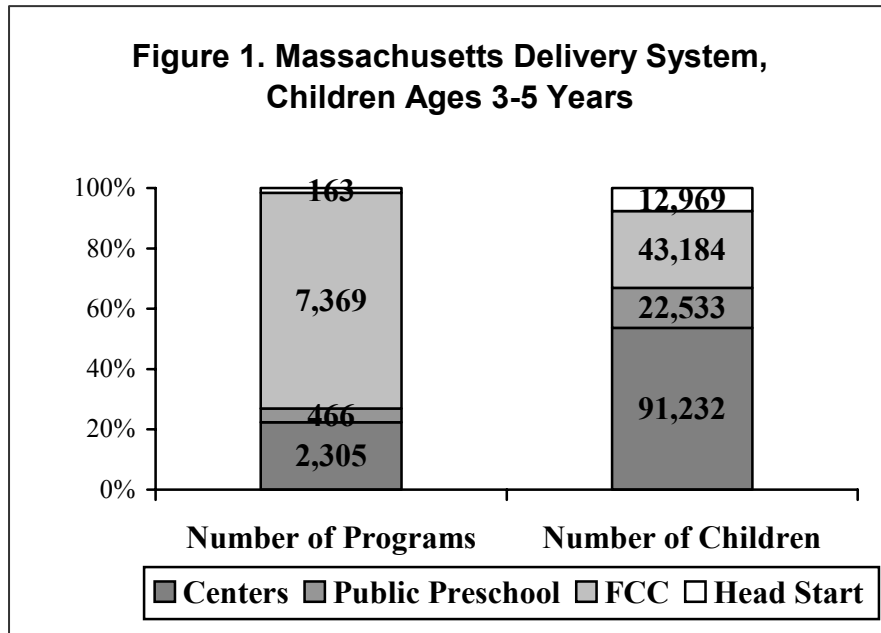 Figure 1. Massachusetts Delivery System,
Children Ages 3-5 Years
100%
80%
60%
40%
20%
0%
163
7,369
466
2,305
12,969
43,184
22,533
91,232
Number of Programs
Number of Children
Centers Public Preschool FCC Head Start